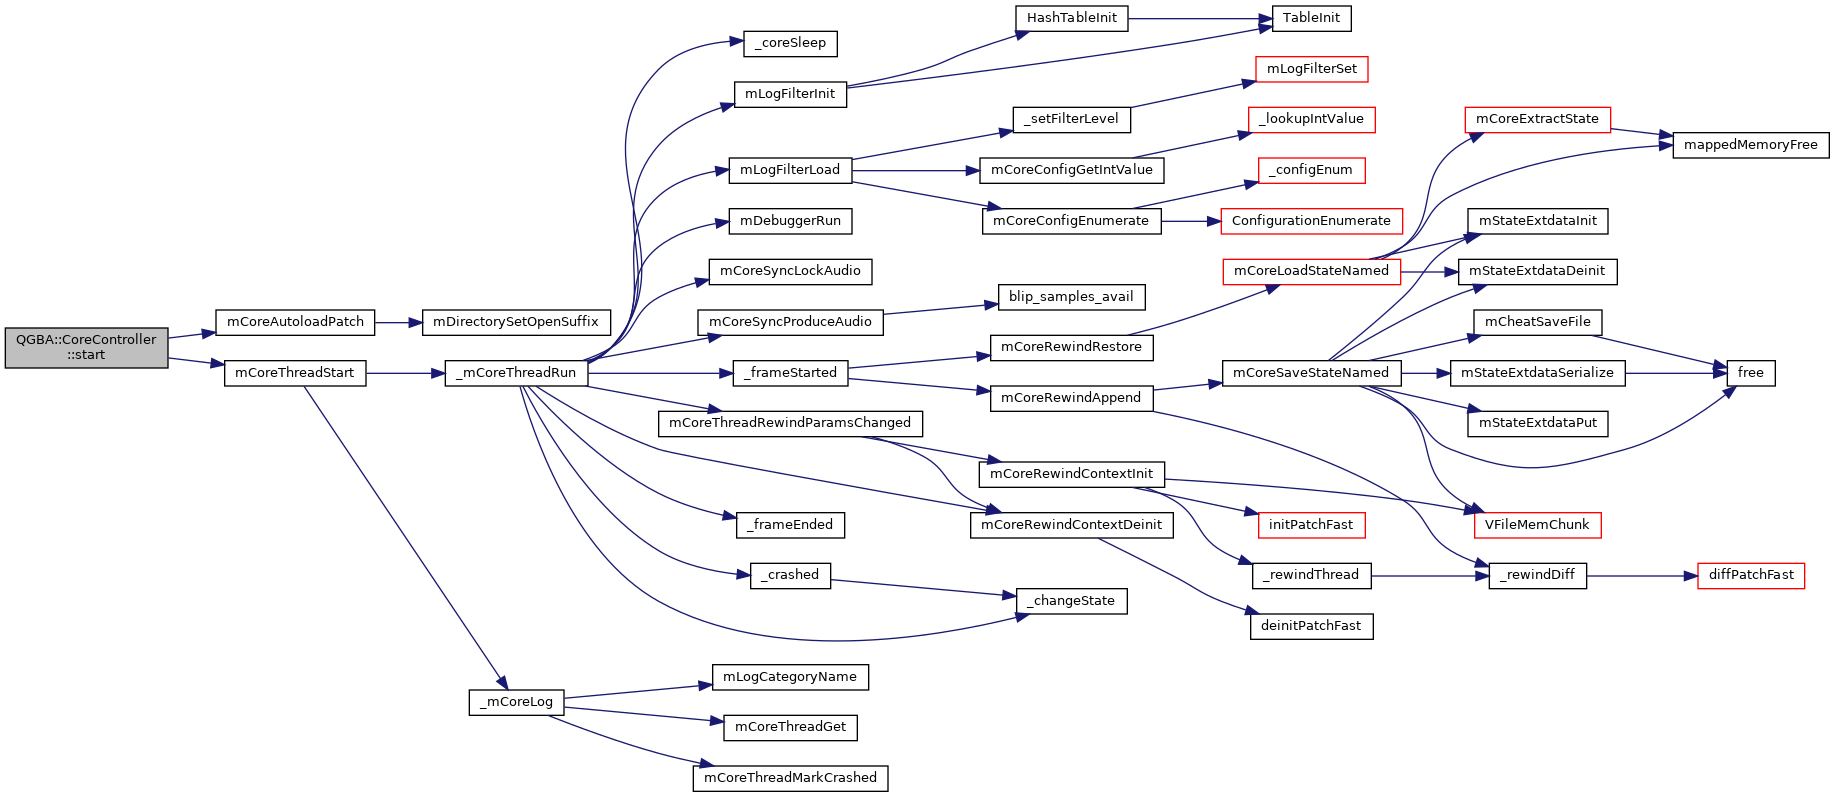 QGBA::CoreController
::start
mCoreAutoloadPatch
mCoreThreadStart
mDirectorySetOpenSuffix
_mCoreThreadRun
_mCoreLog
_coreSleep
mLogFilterInit
mLogFilterLoad
mDebuggerRun
mCoreSyncLockAudio
mCoreSyncProduceAudio
_frameStarted
mCoreThreadRewindParamsChanged
_frameEnded
_crashed
mLogCategoryName
mCoreThreadGet
mCoreThreadMarkCrashed
HashTableInit
_setFilterLevel
mCoreConfigGetIntValue
mCoreConfigEnumerate
blip_samples_avail
mCoreRewindRestore
mCoreRewindAppend
mCoreRewindContextInit
mCoreRewindContextDeinit
_changeState
TableInit
mLogFilterSet
_lookupIntValue
_configEnum
ConfigurationEnumerate
mCoreLoadStateNamed
mCoreSaveStateNamed
initPatchFast
_rewindThread
deinitPatchFast
mCoreExtractState
mStateExtdataInit
mStateExtdataDeinit
mCheatSaveFile
mStateExtdataSerialize
mStateExtdataPut
VFileMemChunk
_rewindDiff
mappedMemoryFree
free
diffPatchFast